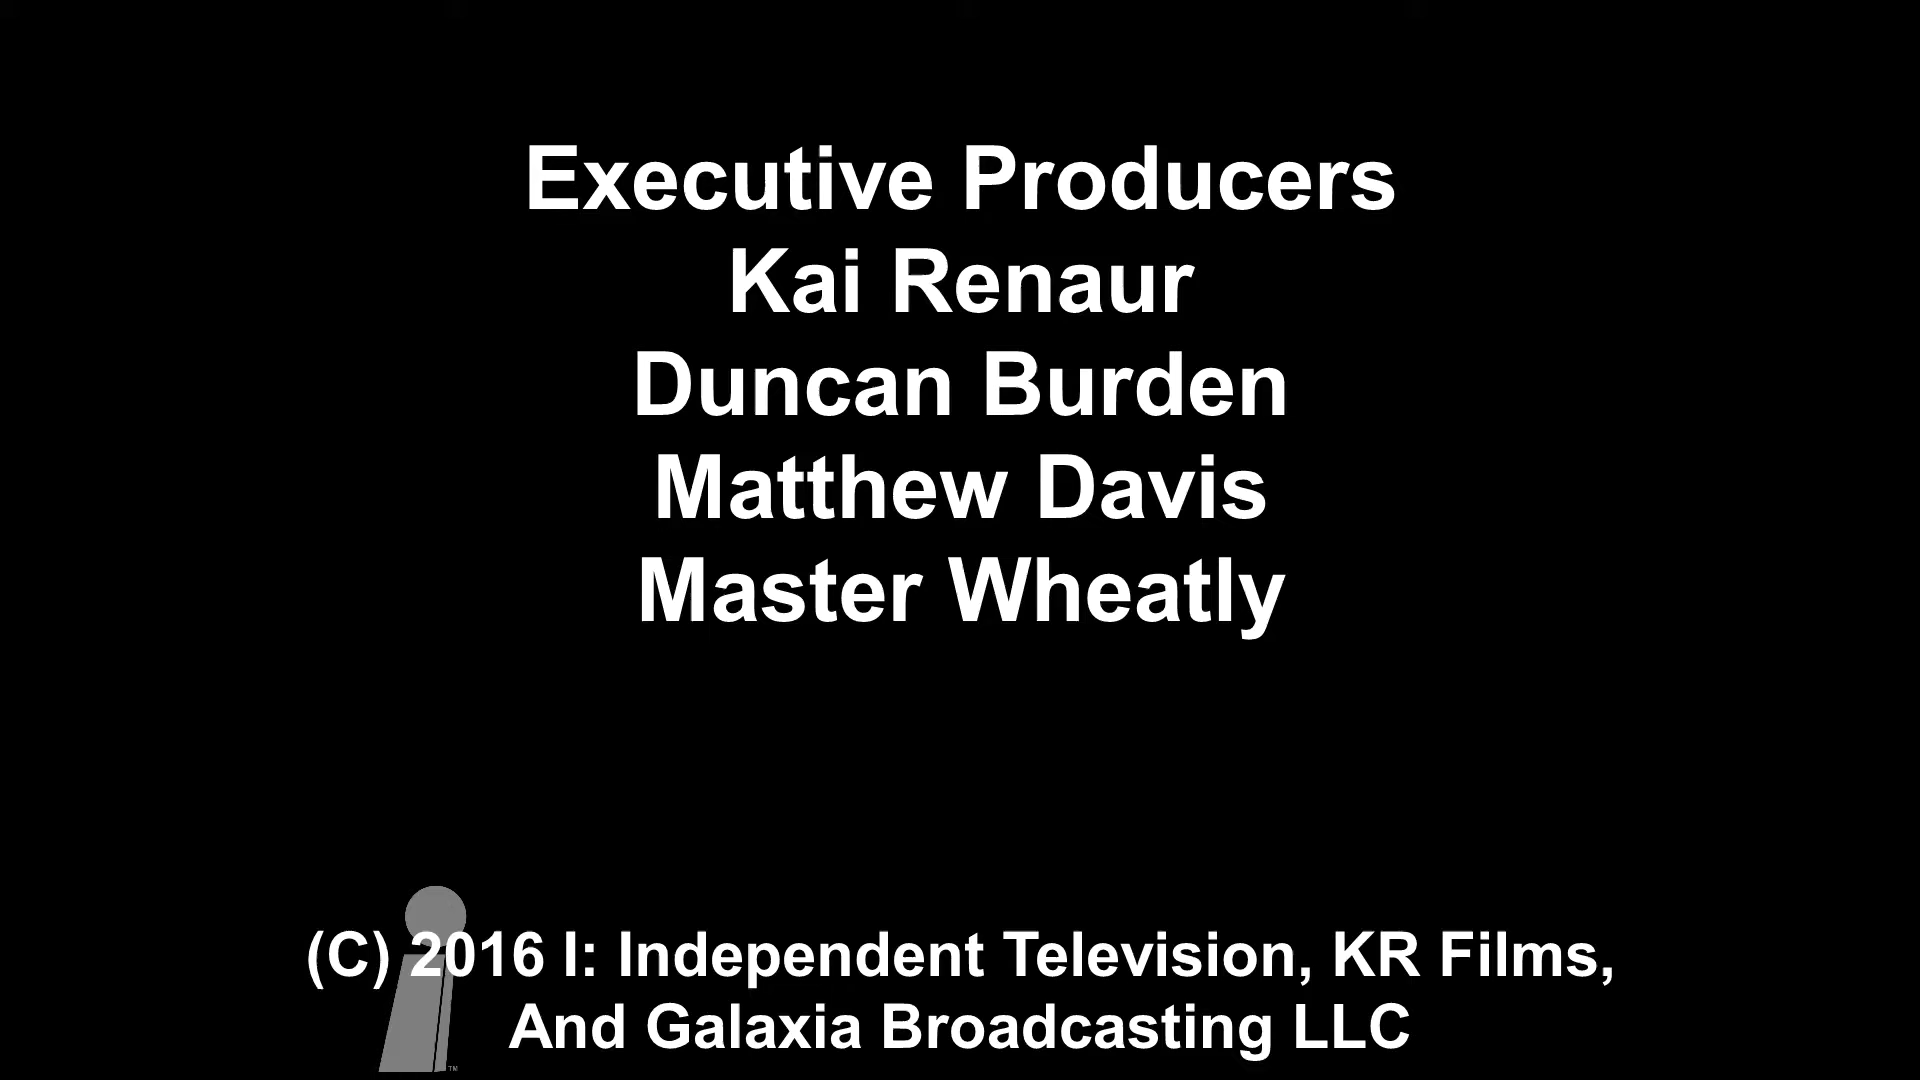 Executive Producers
Kai Renaur
Duncan Burden
Matthew Davis
Master Wheatly
(C) 2016 I: Independent Television, KR Films,
And Galaxia Broadcasting LLC
TM